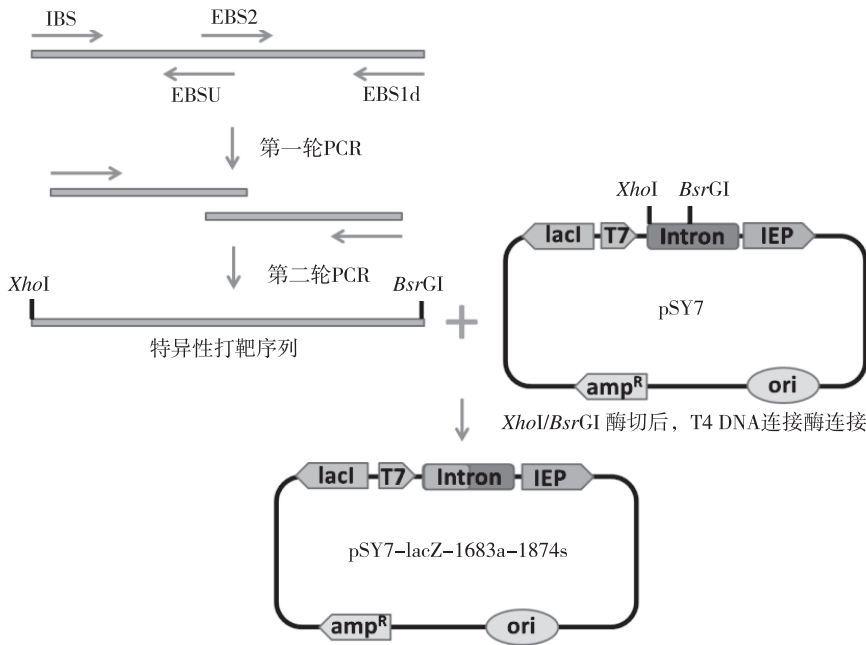 IBS
EBS2
EBSU
EBS1d
第一轮PCR
XhoI
BsrGI
lacI
T7
Intron
IEP
第二轮PCR
XhoI
BsrGI
pSY7
特异性打靶序列
amp^R
ori
XhoI/BsrGI 酶切后，T4 DNA连接酶连接
lacI
T7
Intron
IEP
pSY7-lacZ-1683a-1874s
amp^R
ori